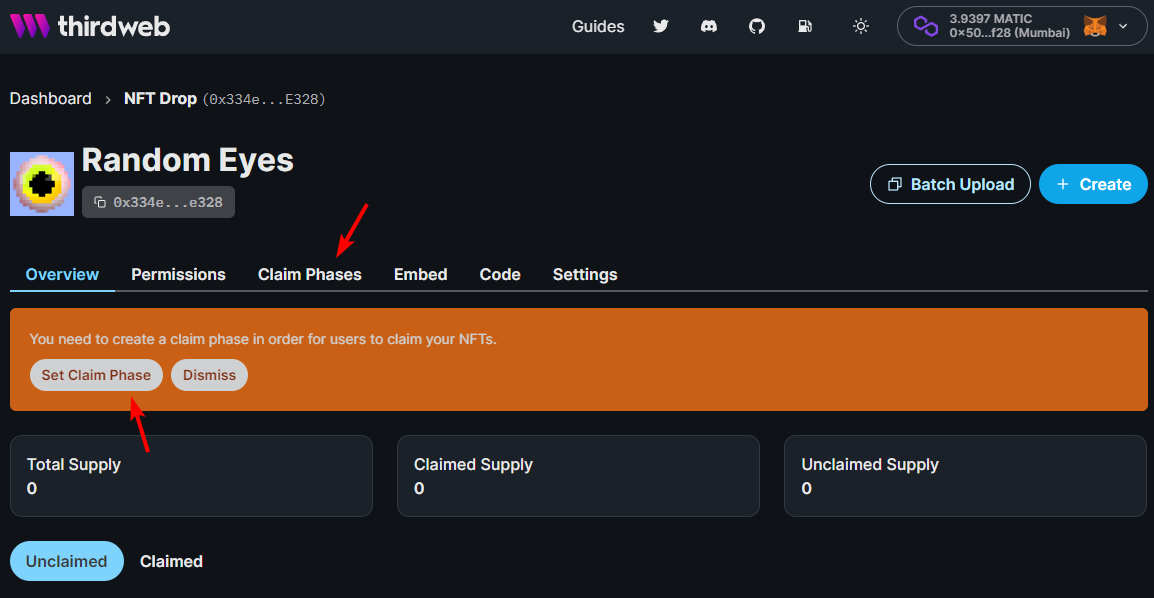 thirdweb
Guides
3.9397 MATIC
0×50...f28 (Mumbai)
Dashboard › NFT Drop (0x334e...E328)
Random Eyes
0x334e...e328
Batch Upload
+ Create
Overview Permissions Claim Phases Embed Code Settings
You need to create a claim phase in order for users to claim your NFTs.
Set Claim Phase Dismiss
Total Supply
0
Claimed Supply
0
Unclaimed Supply
0
Unclaimed Claimed